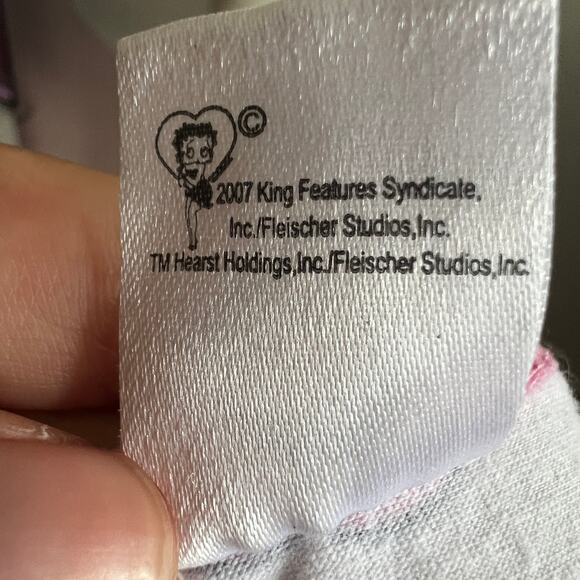 ©
2007 King Features Syndicate,
Inc./Fleischer Studios,Inc.
TM Hearst Holdings,Inc./Fleischer Studios,Inc.